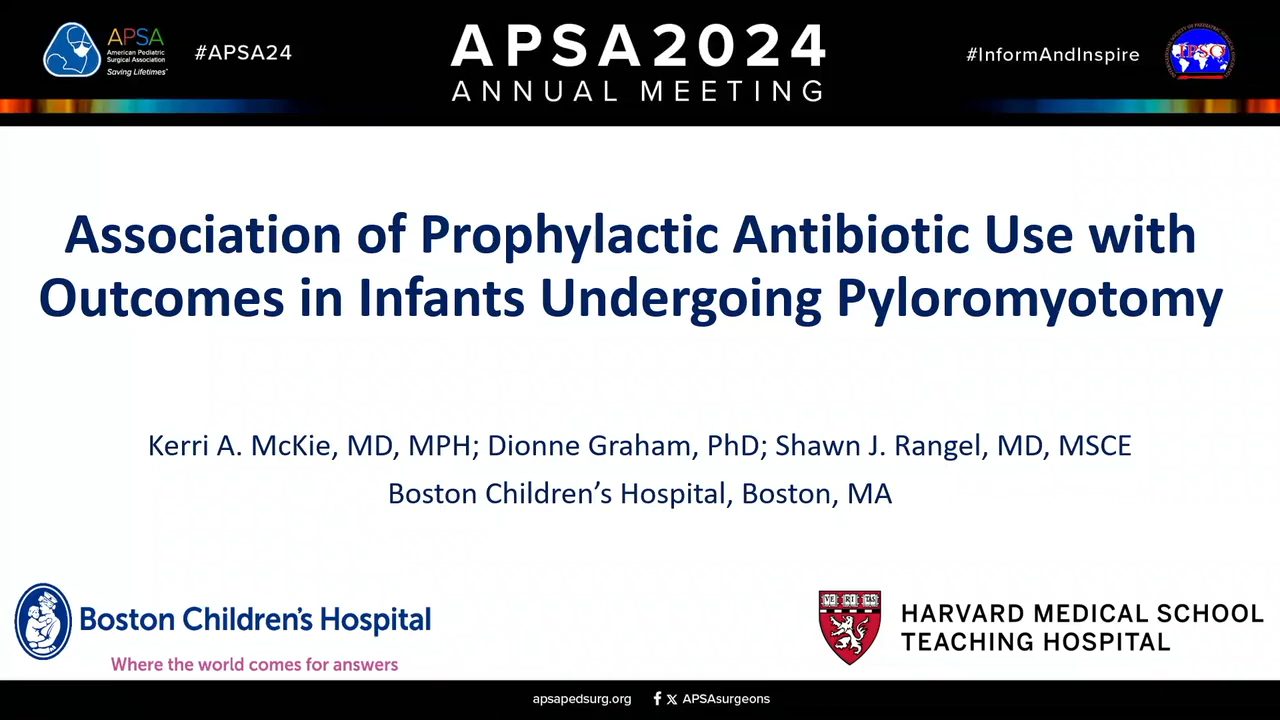 APSA
American Pediatric
Surgical Association
Saving Lifetimes
#APSA24
APSA2024
ANNUAL MEETING
#InformAndInspire
IPSO
Association of Prophylactic Antibiotic Use with
Outcomes in Infants Undergoing Pyloromyotomy
Kerri A. McKie, MD, MPH; Dionne Graham, PhD; Shawn J. Rangel, MD, MSCE
Boston Children’s Hospital, Boston, MA
Boston Children’s Hospital
Where the world comes for answers
VE RI TAS
HARVARD MEDICAL SCHOOL
TEACHING HOSPITAL
apsapedsurg.org
APSAsurgeons